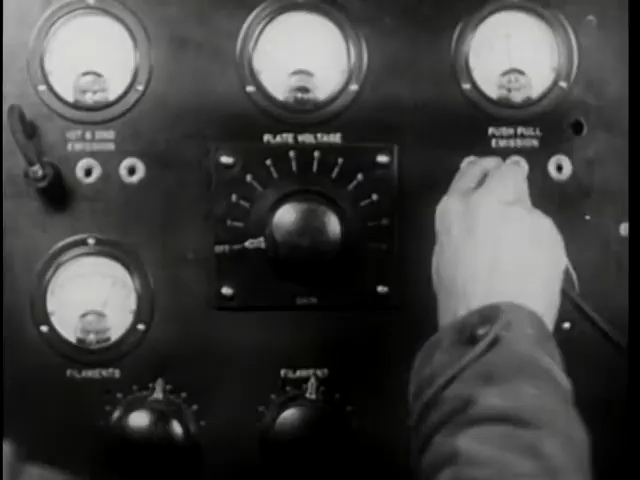 1ST & 2ND
EMISSION
PLATE VOLTAGE
PUSH PULL
EMISSION
OFF
FILAMENTS
FILAMENT